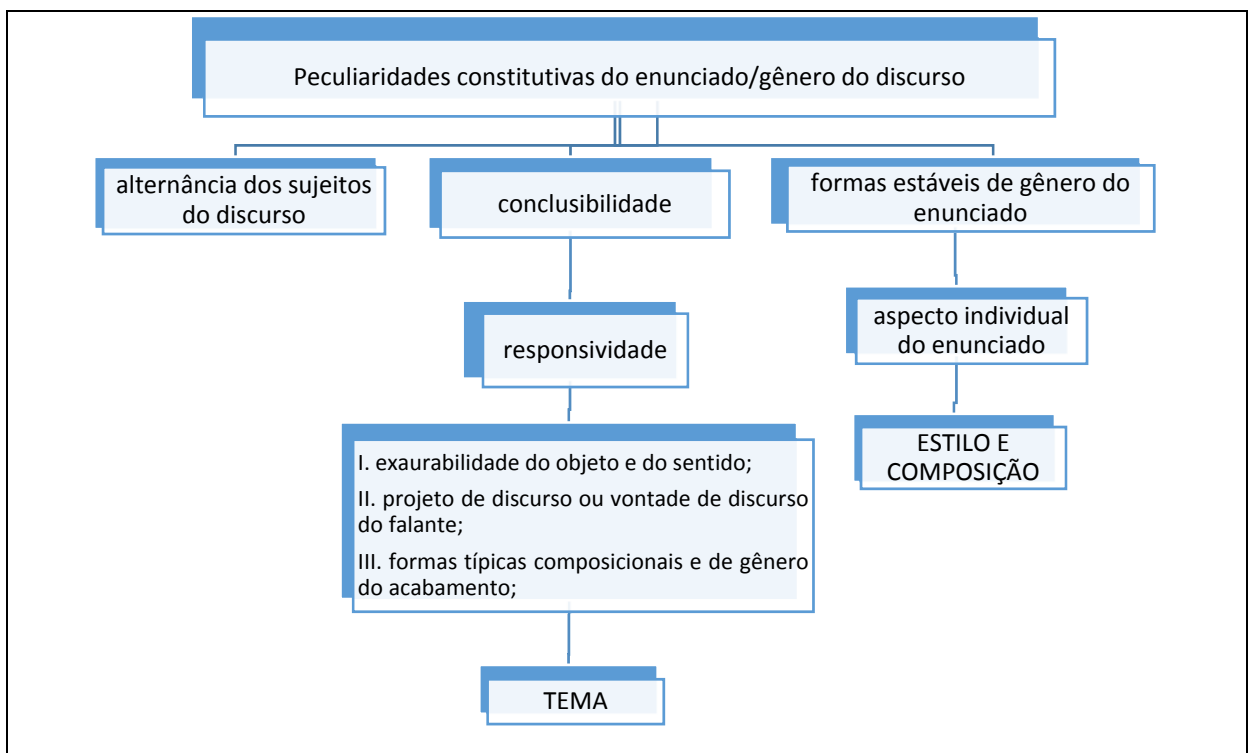 Peculiaridades constitutivas do enunciado/gênero do discurso
alternância dos sujeitos
do discurso
conclusibilidade
formas estáveis de gênero do
enunciado
responsividade
aspecto individual
do enunciado
I. exaurabilidade do objeto e do sentido;
II. projeto de discurso ou vontade de discurso
do falante;
III. formas típicas composicionais e de gênero
do acabamento;
ESTILO E
COMPOSIÇÃO
TEMA